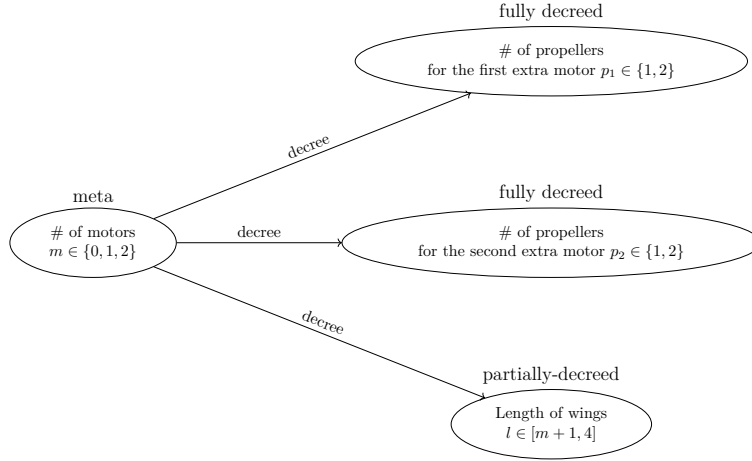 fully decreed
# of propellers
for the first extra motor p₁ ∈ {1, 2}
decree
meta
# of motors
m ∈ {0, 1, 2}
decree
fully decreed
# of propellers
for the second extra motor p₂ ∈ {1, 2}
decree
partially-decreed
Length of wings
l ∈ [m + 1, 4]